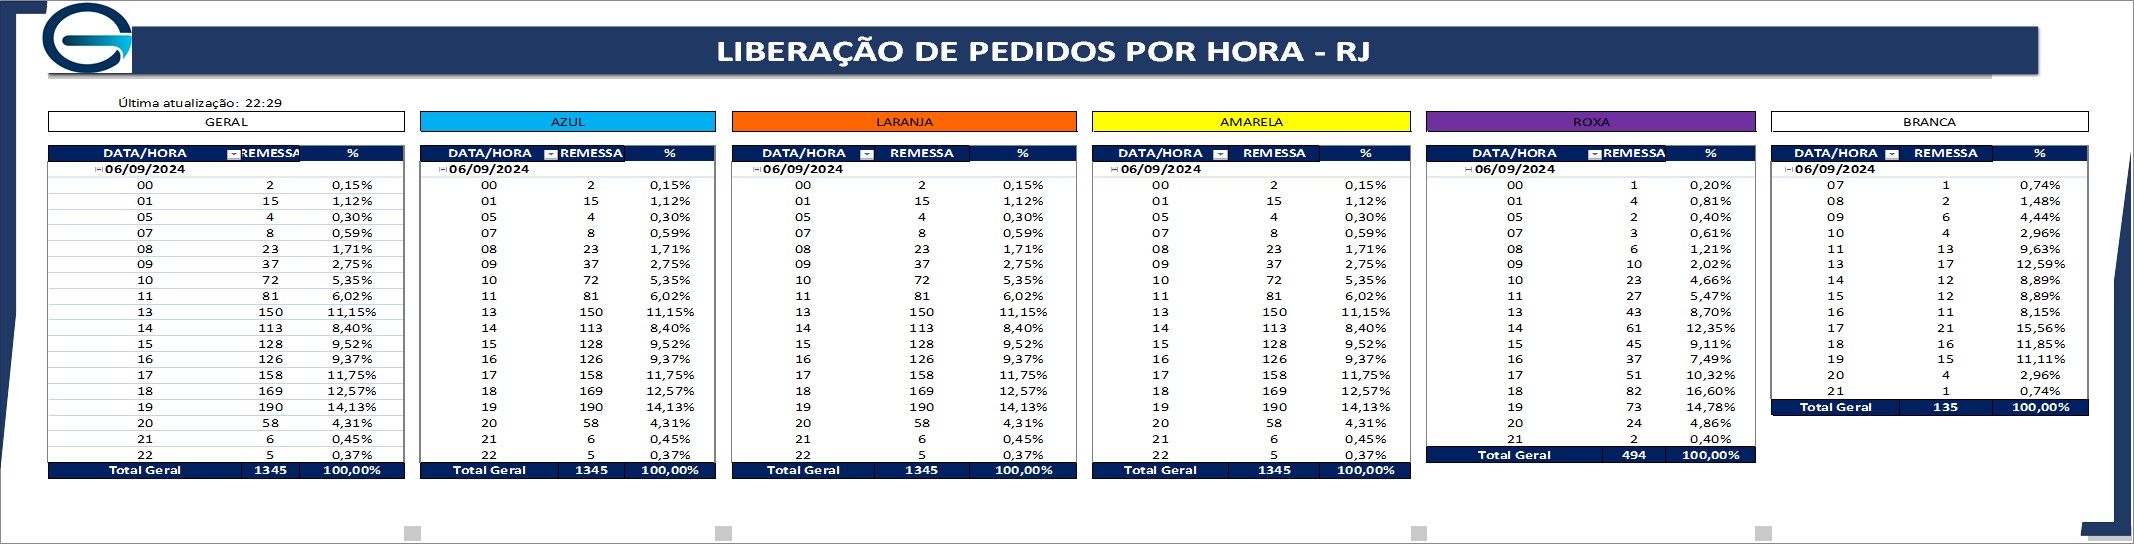 LIBERAÇÃO DE PEDIDOS POR HORA - RJ
Última atualização: 22:29
GERAL AZUL LARANJA AMARELA ROXA BRANCA
DATA/HORA REMESSA % DATA/HORA REMESSA % DATA/HORA REMESSA % DATA/HORA REMESSA % DATA/HORA REMESSA % DATA/HORA REMESSA %
06/09/2024 06/09/2024 06/09/2024 06/09/2024 06/09/2024 06/09/2024
00 2 0,15% 00 2 0,15% 00 2 0,15% 00 2 0,15% 00 1 0,20% 07 1 0,74%
01 15 1,12% 01 15 1,12% 01 15 1,12% 01 15 1,12% 01 4 0,81% 08 2 1,48%
05 4 0,30% 05 4 0,30% 05 4 0,30% 05 4 0,30% 05 2 0,40% 09 6 4,44%
07 8 0,59% 07 8 0,59% 07 8 0,59% 07 8 0,59% 07 3 0,61% 10 4 2,96%
08 23 1,71% 08 23 1,71% 08 23 1,71% 08 23 1,71% 08 6 1,21% 11 13 9,63%
09 37 2,75% 09 37 2,75% 09 37 2,75% 09 37 2,75% 09 10 2,02% 13 17 12,59%
10 72 5,35% 10 72 5,35% 10 72 5,35% 10 72 5,35% 10 23 4,66% 14 12 8,89%
11 81 6,02% 11 81 6,02% 11 81 6,02% 11 81 6,02% 11 27 5,47% 15 12 8,89%
13 150 11,15% 13 150 11,15% 13 150 11,15% 13 150 11,15% 13 43 8,70% 16 11 8,15%
14 113 8,40% 14 113 8,40% 14 113 8,40% 14 113 8,40% 14 61 12,35% 17 21 15,56%
15 128 9,52% 15 128 9,52% 15 128 9,52% 15 128 9,52% 15 45 9,11% 18 16 11,85%
16 126 9,37% 16 126 9,37% 16 126 9,37% 16 126 9,37% 16 37 7,49% 19 15 11,11%
17 158 11,75% 17 158 11,75% 17 158 11,75% 17 158 11,75% 17 51 10,32% 20 4 2,96%
18 169 12,57% 18 169 12,57% 18 169 12,57% 18 169 12,57% 18 82 16,60% 21 1 0,74%
19 190 14,13% 19 190 14,13% 19 190 14,13% 19 190 14,13% 19 73 14,78% Total Geral 135 100,00%
20 58 4,31% 20 58 4,31% 20 58 4,31% 20 58 4,31% 20 24 4,86%
21 6 0,45% 21 6 0,45% 21 6 0,45% 21 6 0,45% 21 2 0,40%
22 5 0,37% 22 5 0,37% 22 5 0,37% 22 5 0,37% Total Geral 494 100,00%
Total Geral 1345 100,00% Total Geral 1345 100,00% Total Geral 1345 100,00% Total Geral 1345 100,00%